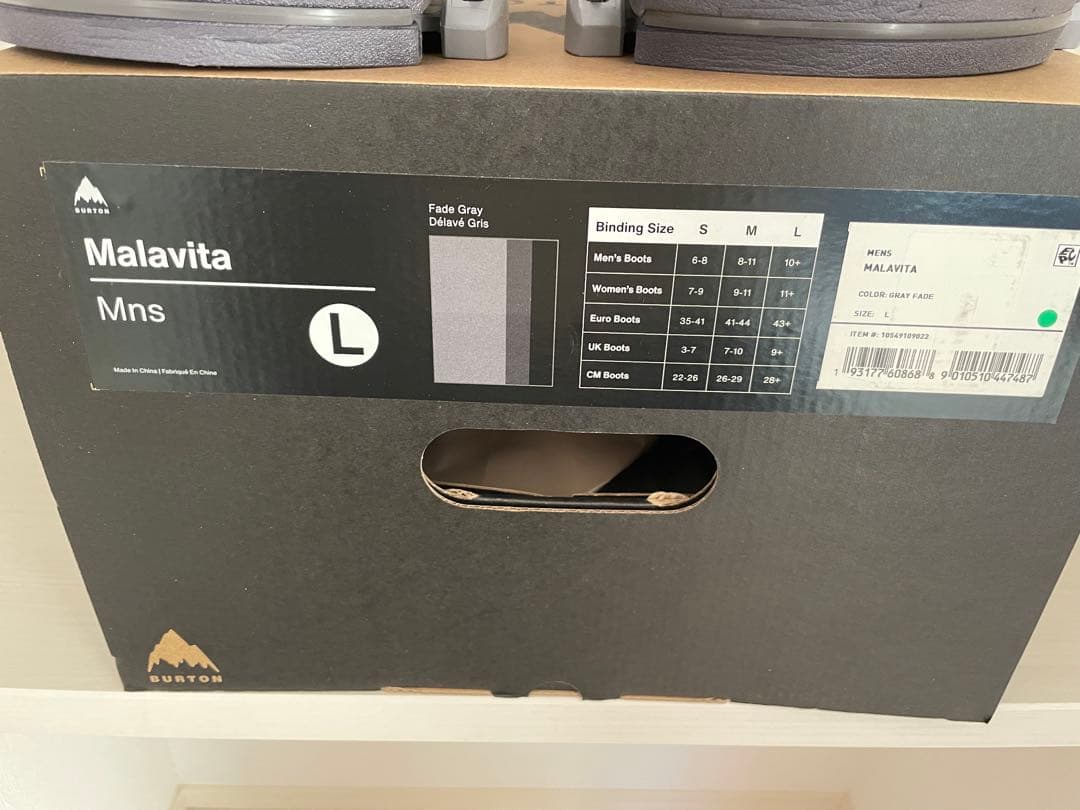 BURTON
Malavita
Mns
L
Made in China | Fabriqué En China
Fade Gray
Délavé Gris
Binding Size S M L
Men's Boots 6-8 8-11 10+
Women's Boots 7-9 9-11 11+
Euro Boots 35-41 41-44 43+
UK Boots 3-7 7-10 9+
CM Boots 22-26 26-29 28+
MENS
MALAVITA
COLOR: GRAY FADE
SIZE: L
ITEM #: 10549109022
1 93177 60868 8
9 010510 447487
BURTON